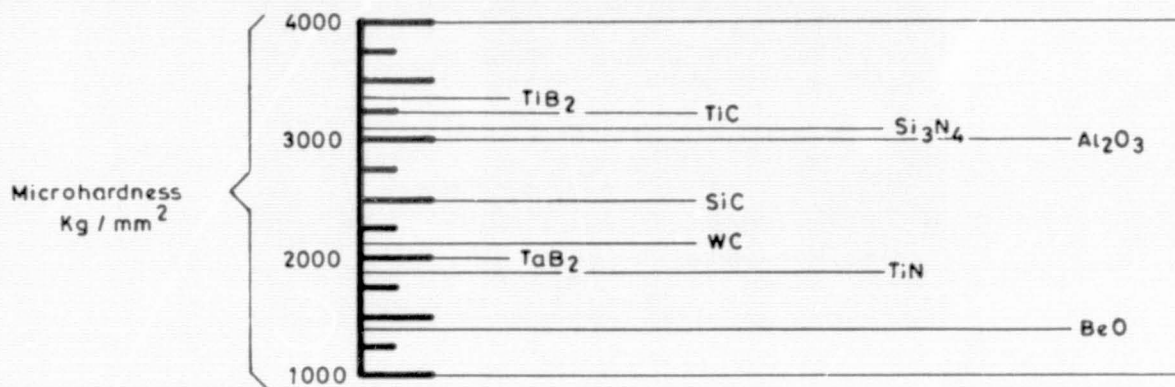 4000
TiB2
TiC
Si3N4
3000
Al2O3
Microhardness
Kg / mm2
SiC
WC
2000
TaB2
TiN
BeO
1000